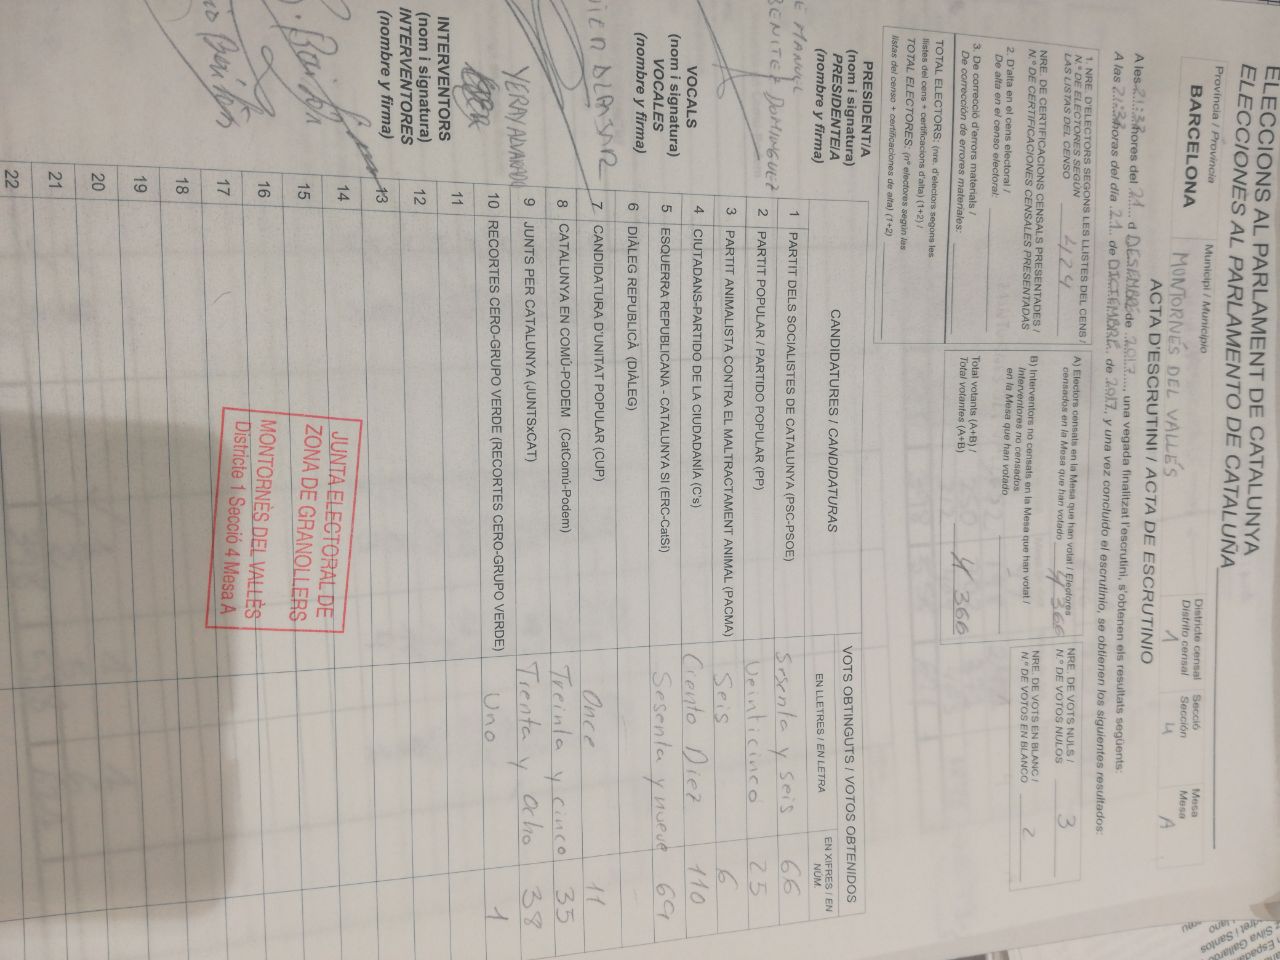 ELECCIONS AL PARLAMENT DE CATALUNYA
ELECCIONES AL PARLAMENTO DE CATALUÑA
Província / Provincia
BARCELONA
Municipi / Municipio
MONTORNÉS DEL VALLÉS
Districte censal
Distrito censal
1
Secció
Sección
4
Mesa
Mesa
A
ACTA D'ESCRUTINI / ACTA DE ESCRUTINIO
A les 21:33 hores del 21 d DESEMBRE de 2017, una vegada finalitzat l'escrutini, s'obtenen els resultats següents:
A las 21:33 horas del día 21 de DICIEMBRE de 2017, y una vez concluido el escrutinio, se obtienen los siguientes resultados:
1. NRE. D'ELECTORS SEGONS LES LLISTES DEL CENS /
N.º DE ELECTORES SEGÚN
LAS LISTAS DEL CENSO
424
NRE. DE CERTIFICACIONS CENSALS PRESENTADES /
N.º DE CERTIFICACIONES CENSALES PRESENTADAS
2. D'alta en el cens electoral /
De alta en el censo electoral:
3. De correcció d'errors materials /
De corrección de errores materiales:
TOTAL ELECTORS: (nre. d'electors segons les
llistes del cens + certificacions d'alta) (1+2) /
TOTAL ELECTORES: (nº electores según las
listas del censo + certificaciones de alta) (1+2)
A) Electors censats en la Mesa que han votat / Electores
censados en la Mesa que han votado
366
B) Interventors no censats en la Mesa que han votat /
Interventores no censados
en la Mesa que han votado
Total votants (A+B) /
Total votantes (A+B)
366
NRE. DE VOTS NULS /
N.º DE VOTOS NULOS
3
NRE. DE VOTS EN BLANC /
N.º DE VOTOS EN BLANCO
2
PRESIDENT/A
(nom i signatura)
PRESIDENTE/A
(nombre y firma)
MANUEL
BENITEZ DOMINGUEZ
VOCALS
(nom i signatura)
VOCALES
(nombre y firma)
INTERVENTORS
(nom i signatura)
INTERVENTORES
(nombre y firma)
CANDIDATURES / CANDIDATURAS
VOTS OBTINGUTS / VOTOS OBTENIDOS
EN LLETRES / EN LETRA
EN XIFRES / EN NÚM.
1 PARTIT DELS SOCIALISTES DE CATALUNYA (PSC-PSOE) Sesenta y seis 66
2 PARTIT POPULAR / PARTIDO POPULAR (PP) Veinticinco 25
3 PARTIT ANIMALISTA CONTRA EL MALTRACTAMENT ANIMAL (PACMA) Seis 6
4 CIUTADANS-PARTIDO DE LA CIUDADANÍA (C's) Ciento Diez 110
5 ESQUERRA REPUBLICANA - CATALUNYA SI (ERC-CatSí) Sesenta y nueve 69
6 DIÀLEG REPUBLICÀ (DIÀLEG)
7 CANDIDATURA D'UNITAT POPULAR (CUP) Once 11
8 CATALUNYA EN COMÚ-PODEM (CatComú-Podem) Treinta y cinco 35
9 JUNTS PER CATALUNYA (JUNTSxCAT) Trienta y ocho 38
10 RECORTES CERO-GRUPO VERDE (RECORTES CERO-GRUPO VERDE) Uno 1
11
12
13
14
15
16
17
18
19
20
21
22
JUNTA ELECTORAL DE
ZONA DE GRANOLLERS
MONTORNÈS DEL VALLÈS
Districte 1 Secció 4 Mesa A